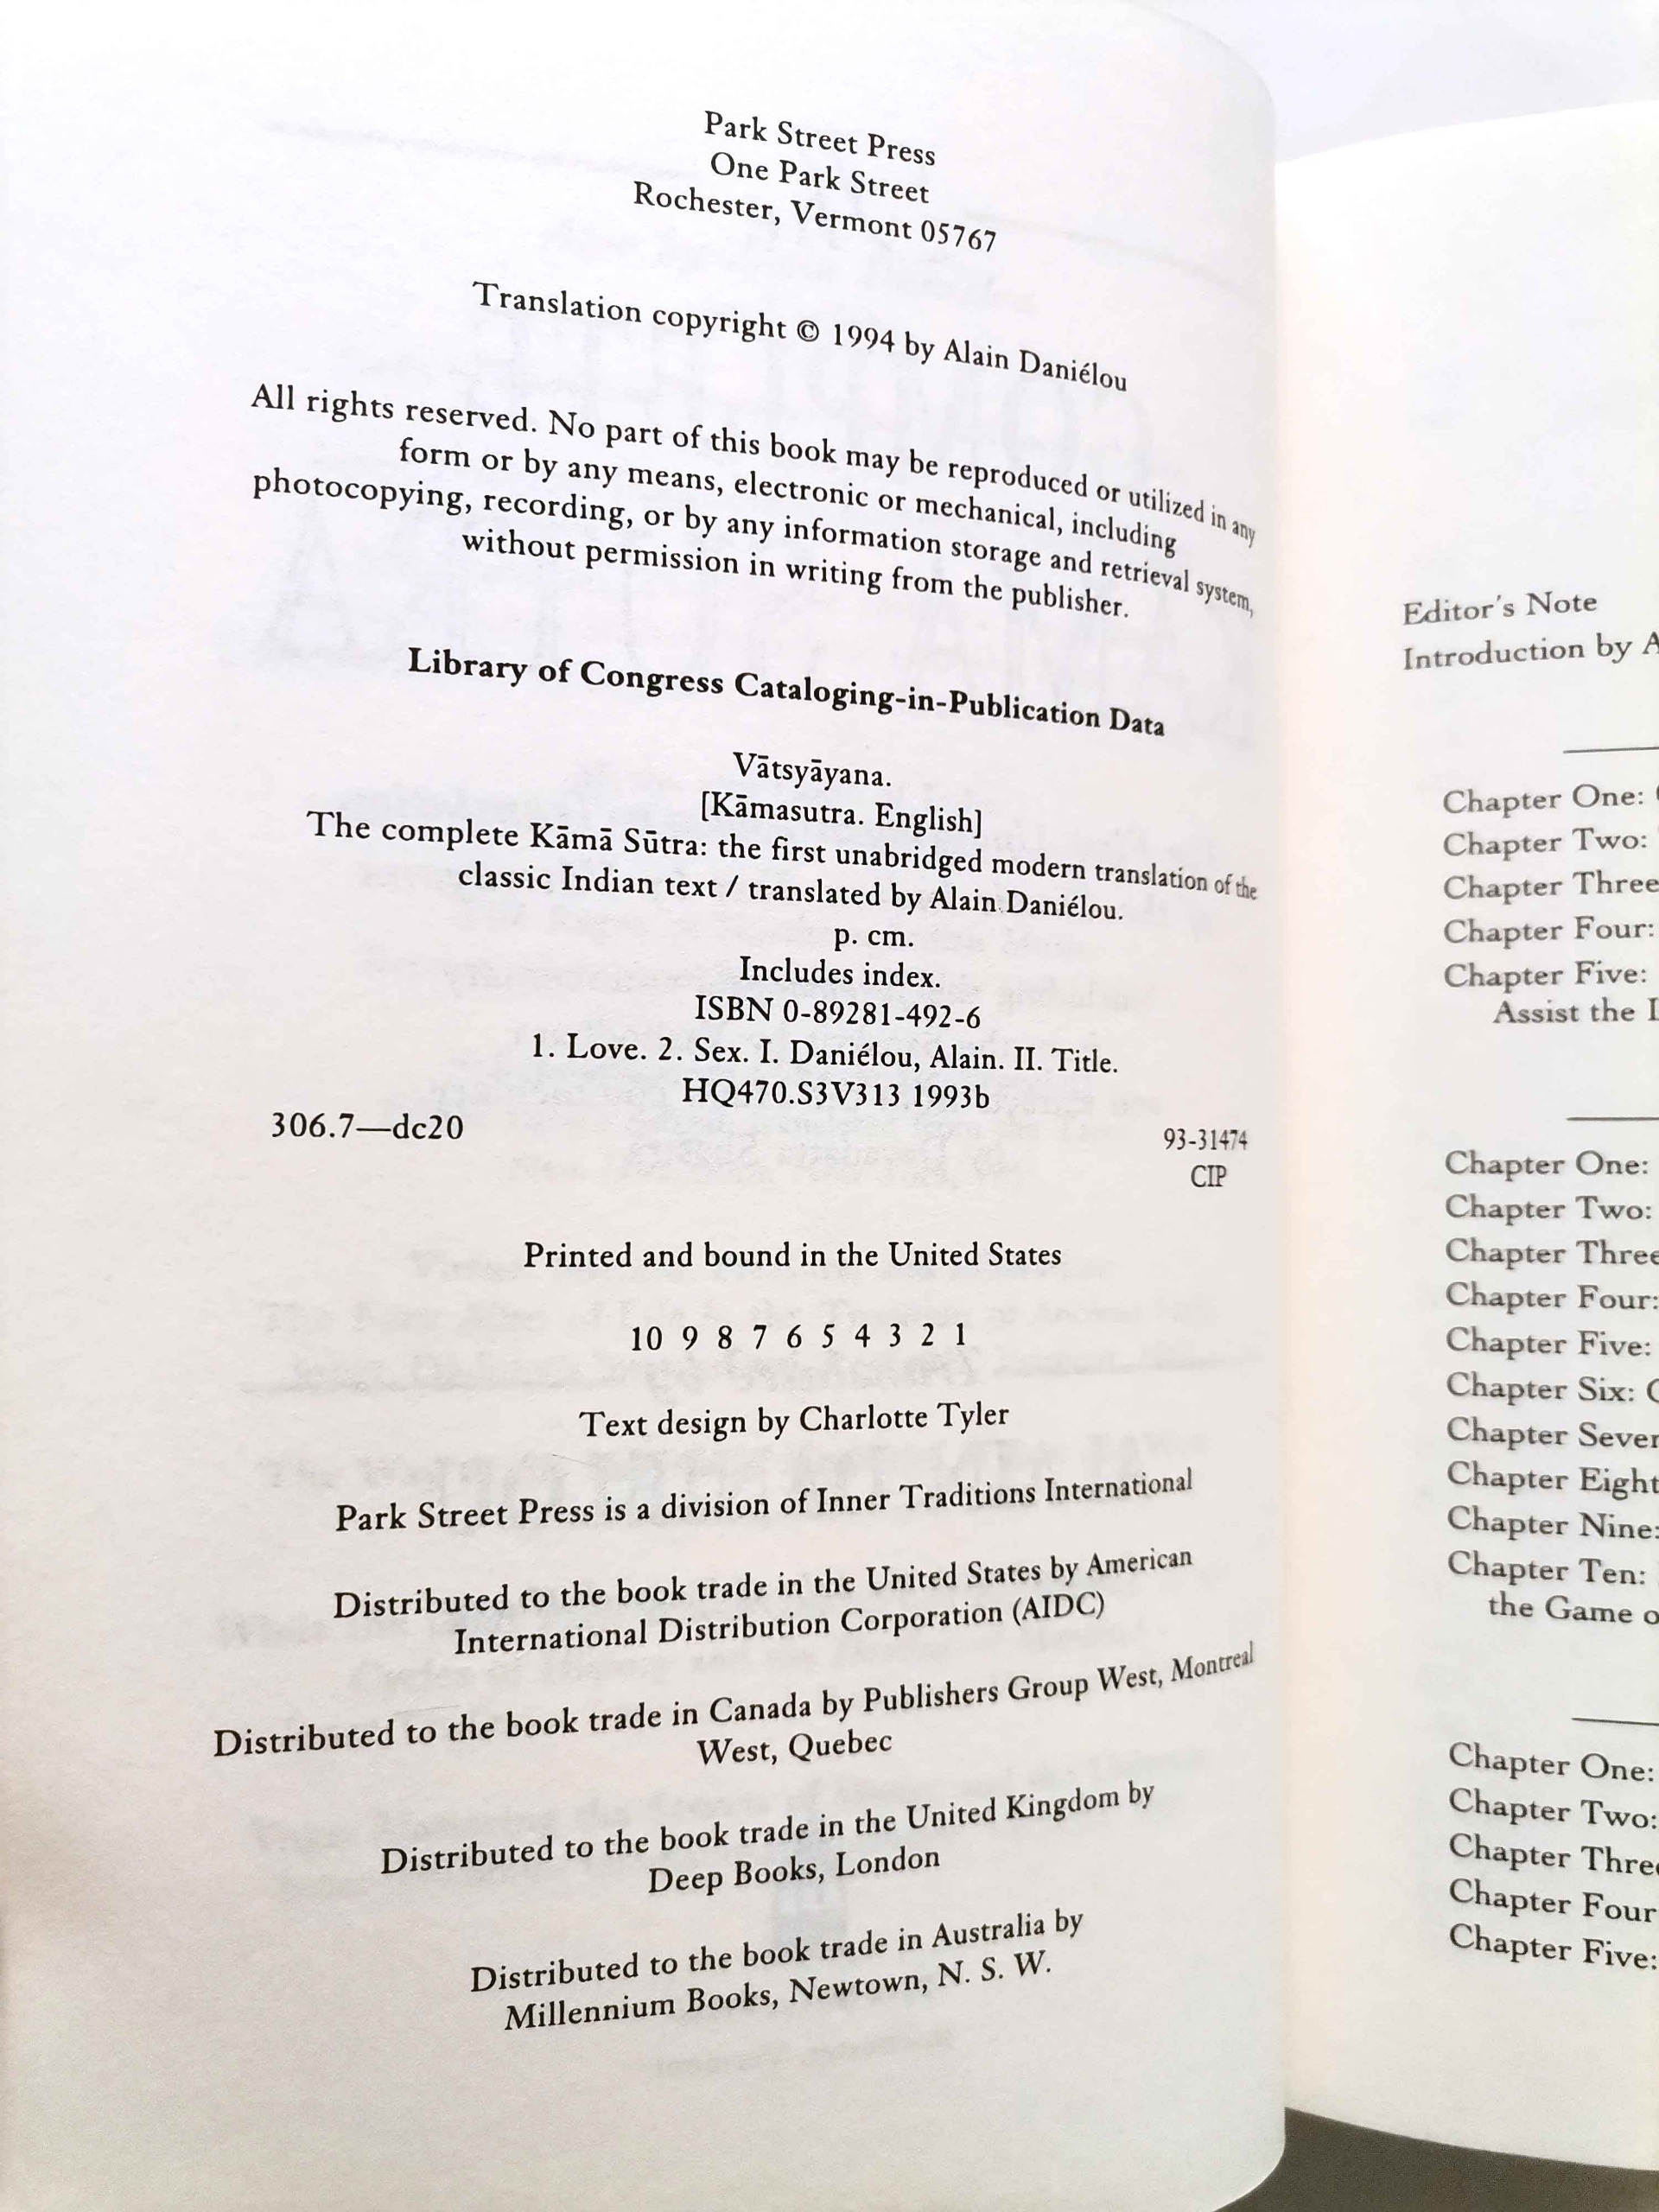 Park Street Press
One Park Street
Rochester, Vermont 05767
Translation copyright © 1994 by Alain Daniélou
All rights reserved. No part of this book may be reproduced or utilized in any
form or by any means, electronic or mechanical, including
photocopying, recording, or by any information storage and retrieval system,
without permission in writing from the publisher.
Library of Congress Cataloging-in-Publication Data
Vātsyāyana.
[Kāmasutra. English]
The complete Kāmā Sūtra: the first unabridged modern translation of the
classic Indian text / translated by Alain Daniélou.
p. cm.
Includes index.
ISBN 0-89281-492-6
1. Love. 2. Sex. I. Daniélou, Alain. II. Title.
HQ470.S3V313 1993b
306.7—dc20
93-31474
CIP
Printed and bound in the United States
10 9 8 7 6 5 4 3 2 1
Text design by Charlotte Tyler
Park Street Press is a division of Inner Traditions International
Distributed to the book trade in the United States by American
International Distribution Corporation (AIDC)
Distributed to the book trade in Canada by Publishers Group West, Montreal
West, Quebec
Distributed to the book trade in the United Kingdom by
Deep Books, London
Distributed to the book trade in Australia by
Millennium Books, Newtown, N. S. W.
Editor's Note
Introduction by A
Chapter One:
Chapter Two:
Chapter Three
Chapter Four:
Chapter Five:
Assist the
Chapter One:
Chapter Two:
Chapter Three
Chapter Four:
Chapter Five:
Chapter Six:
Chapter Seven
Chapter Eight
Chapter Nine:
Chapter Ten:
the Game o
Chapter One:
Chapter Two:
Chapter Three
Chapter Four
Chapter Five: